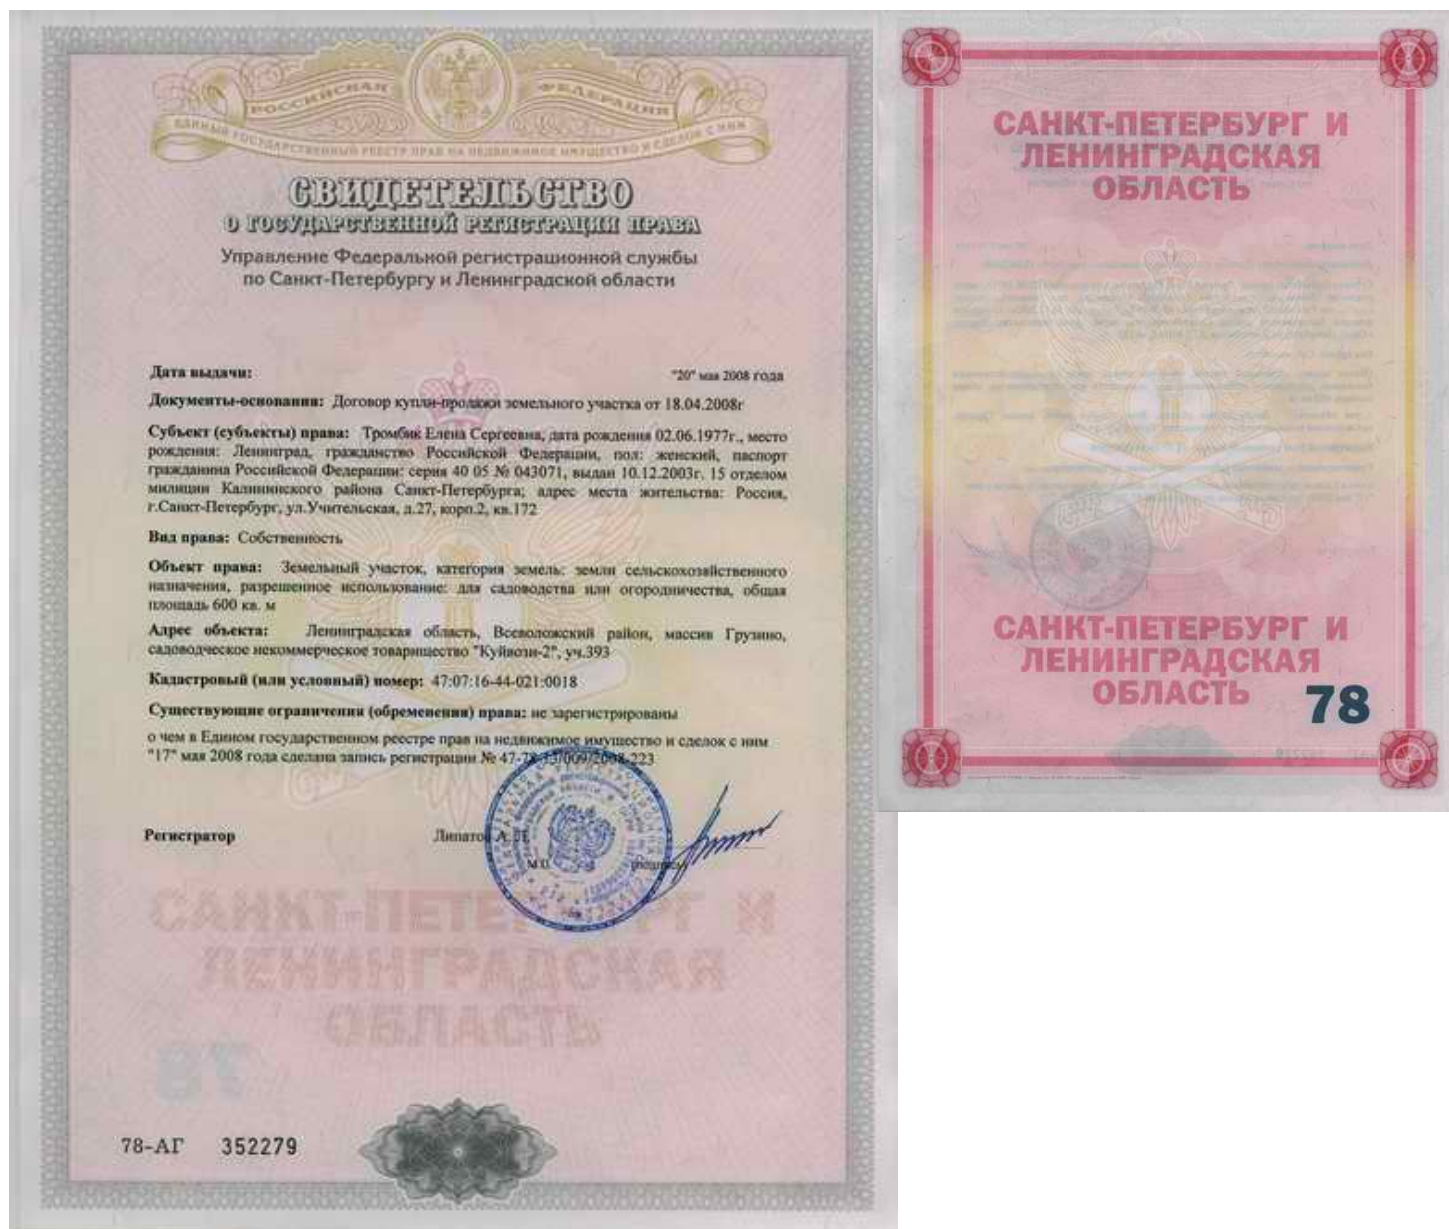 РОССИЙСКАЯ ФЕДЕРАЦИЯ
ЕДИНЫЙ ГОСУДАРСТВЕННЫЙ РЕЕСТР ПРАВ НА НЕДВИЖИМОЕ ИМУЩЕСТВО И СДЕЛОК С НИМ
СВИДЕТЕЛЬСТВО
О ГОСУДАРСТВЕННОЙ РЕГИСТРАЦИИ ПРАВА
Управление Федеральной регистрационной службы
по Санкт-Петербургу и Ленинградской области
Дата выдачи: "20" мая 2008 года
Документы-основания: Договор купли-продажи земельного участка от 18.04.2008г
Субъект (субъекты) права: Тромбик Елена Сергеевна, дата рождения 02.06.1977г., место
рождения: Ленинград, гражданство Российской Федерации, пол: женский, паспорт
гражданина Российской Федерации: серия 40 05 № 043071, выдан 10.12.2003г. 15 отделом
милиции Калининского района Санкт-Петербурга; адрес места жительства: Россия,
г.Санкт-Петербург, ул.Учительская, д.27, корп.2, кв.172
Вид права: Собственность
Объект права: Земельный участок, категория земель: земли сельскохозяйственного
назначения, разрешенное использование: для садоводства или огородничества, общая
площадь 600 кв. м
Адрес объекта: Ленинградская область, Всеволожский район, массив Грузино,
садоводческое некоммерческое товарищество "Куйвози-2", уч.393
Кадастровый (или условный) номер: 47:07:16-44-021:0018
Существующие ограничения (обременения) права: не зарегистрированы
о чем в Едином государственном реестре прав на недвижимое имущество и сделок с ним
"17" мая 2008 года сделана запись регистрации № 47-78-13/009/2008-223
Регистратор Липатов А.
М.П. (подпись)
78-АГ 352279
САНКТ-ПЕТЕРБУРГ И
ЛЕНИНГРАДСКАЯ
ОБЛАСТЬ
САНКТ-ПЕТЕРБУРГ И
ЛЕНИНГРАДСКАЯ
ОБЛАСТЬ 78